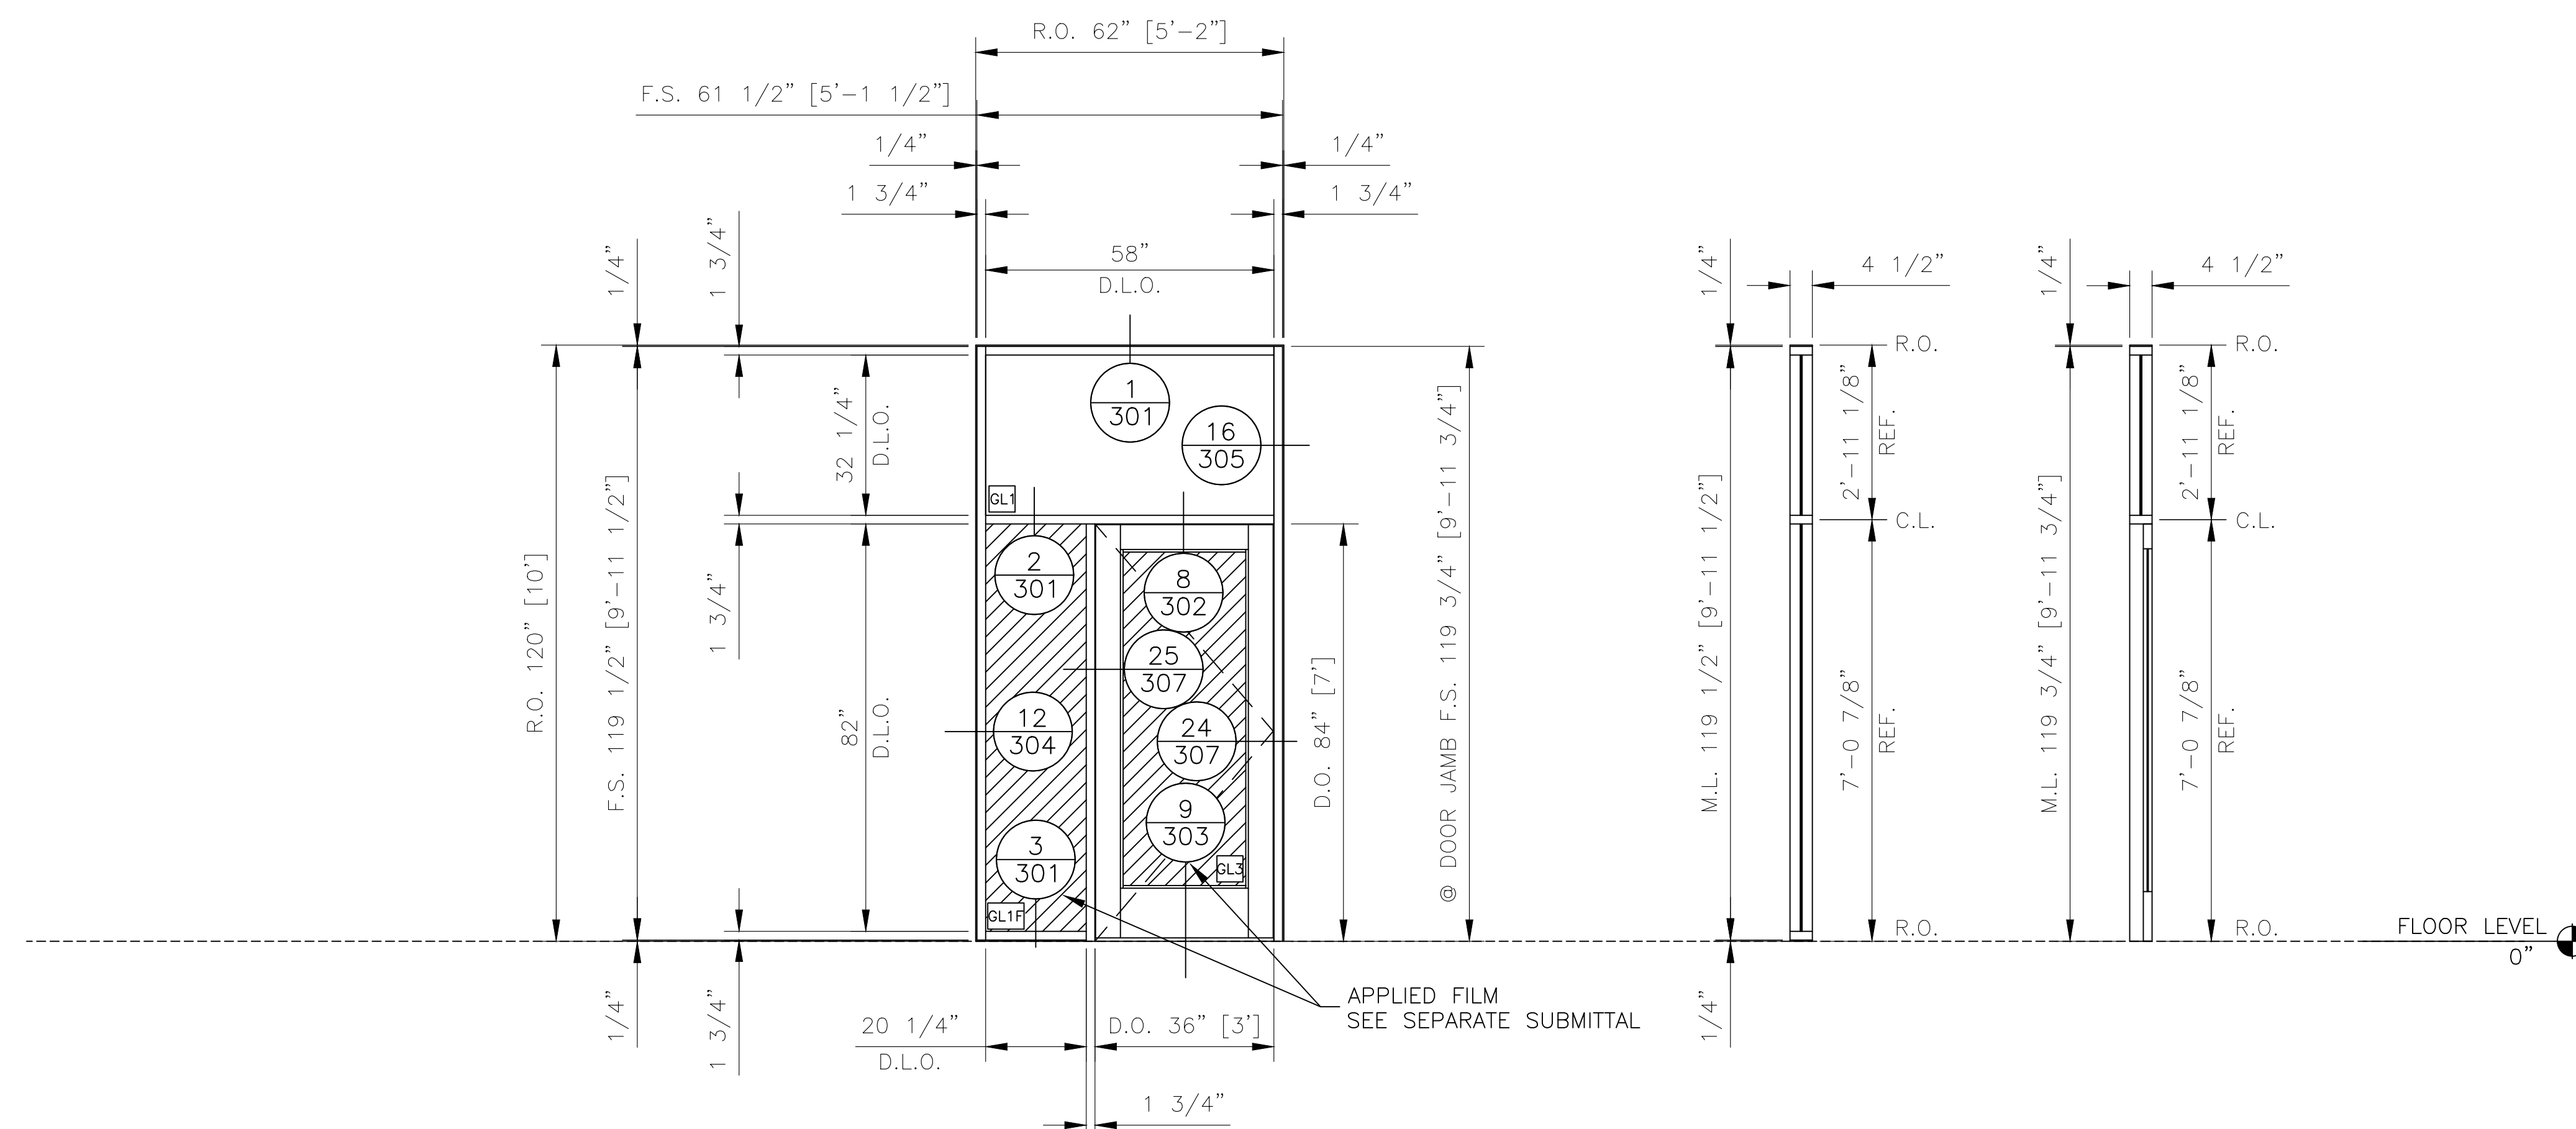 R.O. 62” [5’-2”]
F.S. 61 1/2” [5’-1 1/2”]
1/4”
1/4”
1 3/4”
1 3/4”
58”
D.L.O.
1/4”
1 3/4”
1/4”
4 1/2”
1/4”
4 1/2”
R.O. 120” [10’]
F.S. 119 1/2” [9’-11 1/2”]
32 1/4”
D.L.O.
1 3/4”
82”
D.L.O.
1
301
16
305
GL1
2
301
8
302
25
307
12
304
24
307
3
301
9
303
GL3
GL1F
D.O. 84” [7’]
@ DOOR JAMB F.S. 119 3/4” [9’-11 3/4”]
M.L. 119 1/2” [9’-11 1/2”]
R.O.
2’-11 1/8”
REF.
C.L.
7’-0 7/8”
REF.
R.O.
M.L. 119 3/4” [9’-11 3/4”]
R.O.
2’-11 1/8”
REF.
C.L.
7’-0 7/8”
REF.
R.O.
FLOOR LEVEL
0”
1/4”
1 3/4”
20 1/4”
D.L.O.
D.O. 36” [3’]
1 3/4”
APPLIED FILM
SEE SEPARATE SUBMITTAL
1/4”